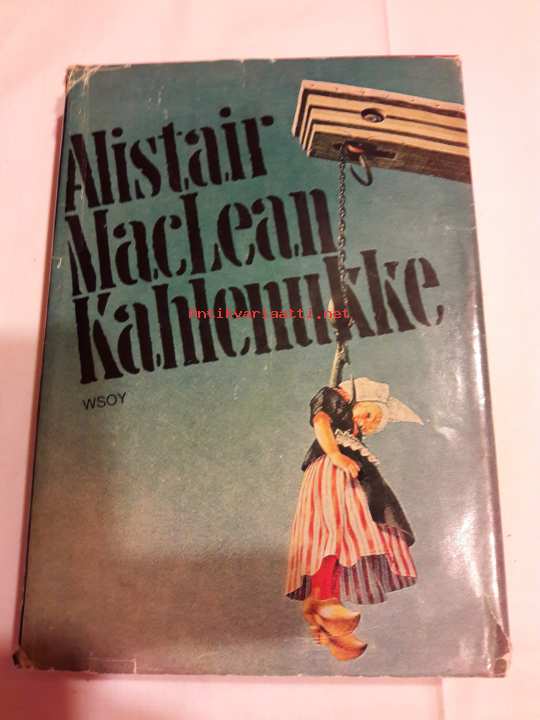 Alistair
MacLean
Kahlenukke
Antikvariaatti.net
WSOY